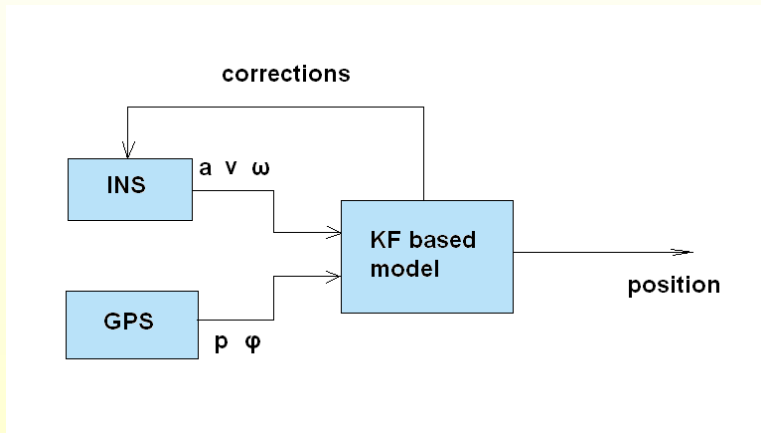 corrections
INS
a v ω
KF based
model
position
GPS
p φ